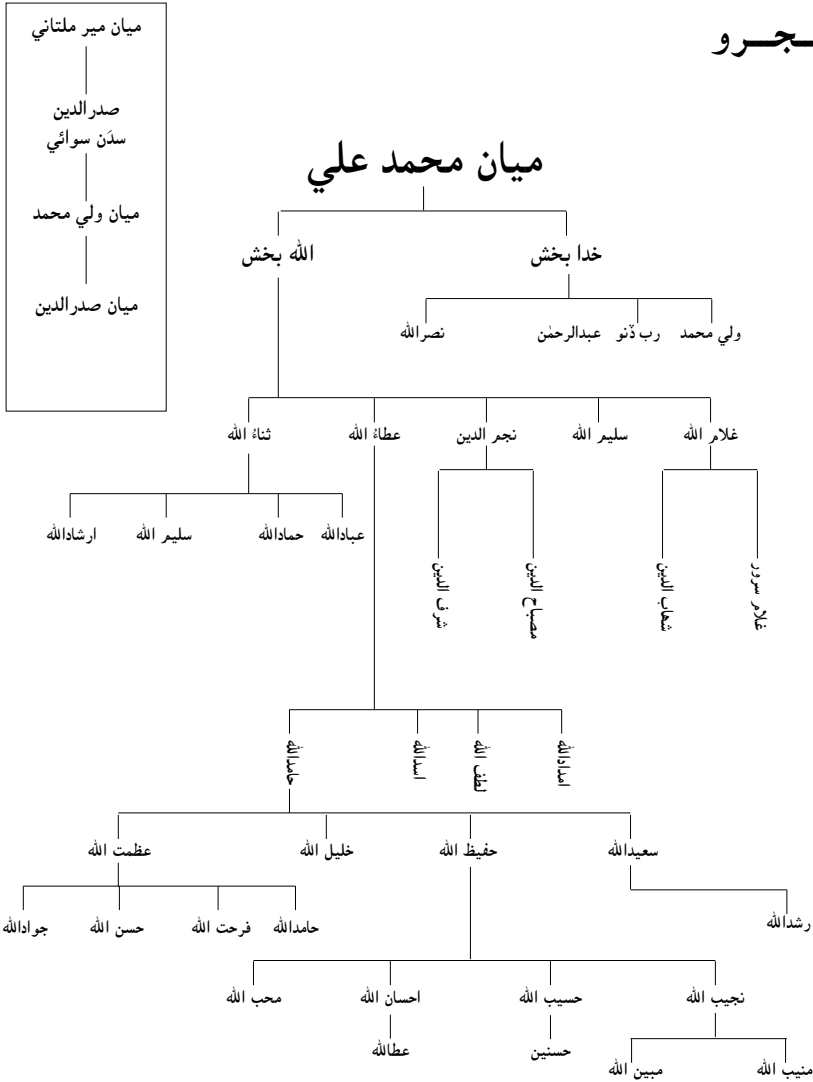 ميان مير ملتاني
صدرالدين
سدَن سوائي
ميان ولي محمد
ميان صدرالدين
ميان محمد علي
خدا بخش
الله بخش
ولي محمد
رب ڏنو
عبدالرحمٰن
نصرالله
غلام الله
سليم الله
نجم الدين
عطاءُ الله
ثناءُ الله
غلام سرور
شهاب الدين
مصباح الدين
شرف الدين
عبادالله
حمادالله
سليم الله
ارشادالله
امدادالله
لطف الله
اسدالله
حامدالله
سعيدالله
حفيظ الله
خليل الله
عظمت الله
رشدالله
حامدالله
فرحت الله
حسن الله
جوادالله
نجيب الله
حسيب الله
احسان الله
محب الله
منيب الله
مبين الله
حسنين
عطاالله